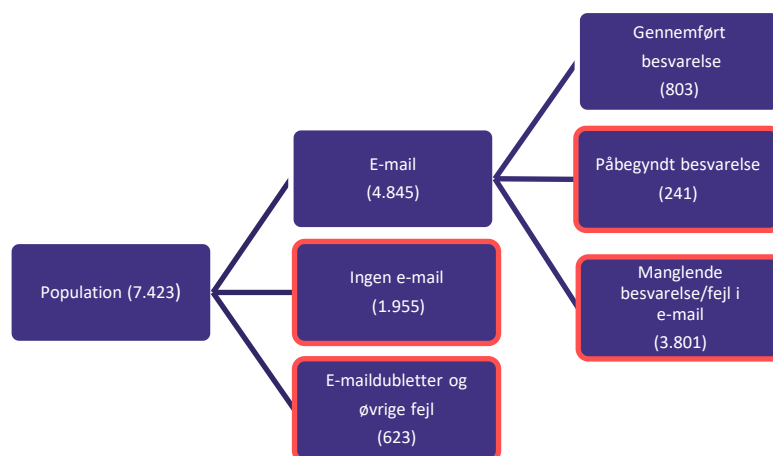 Population (7.423)
E-mail
(4.845)
Ingen e-mail
(1.955)
E-maildubletter og
øvrige fejl
(623)
Gennemført
besvarelse
(803)
Påbegyndt besvarelse
(241)
Manglende
besvarelse/fejl i
e-mail
(3.801)